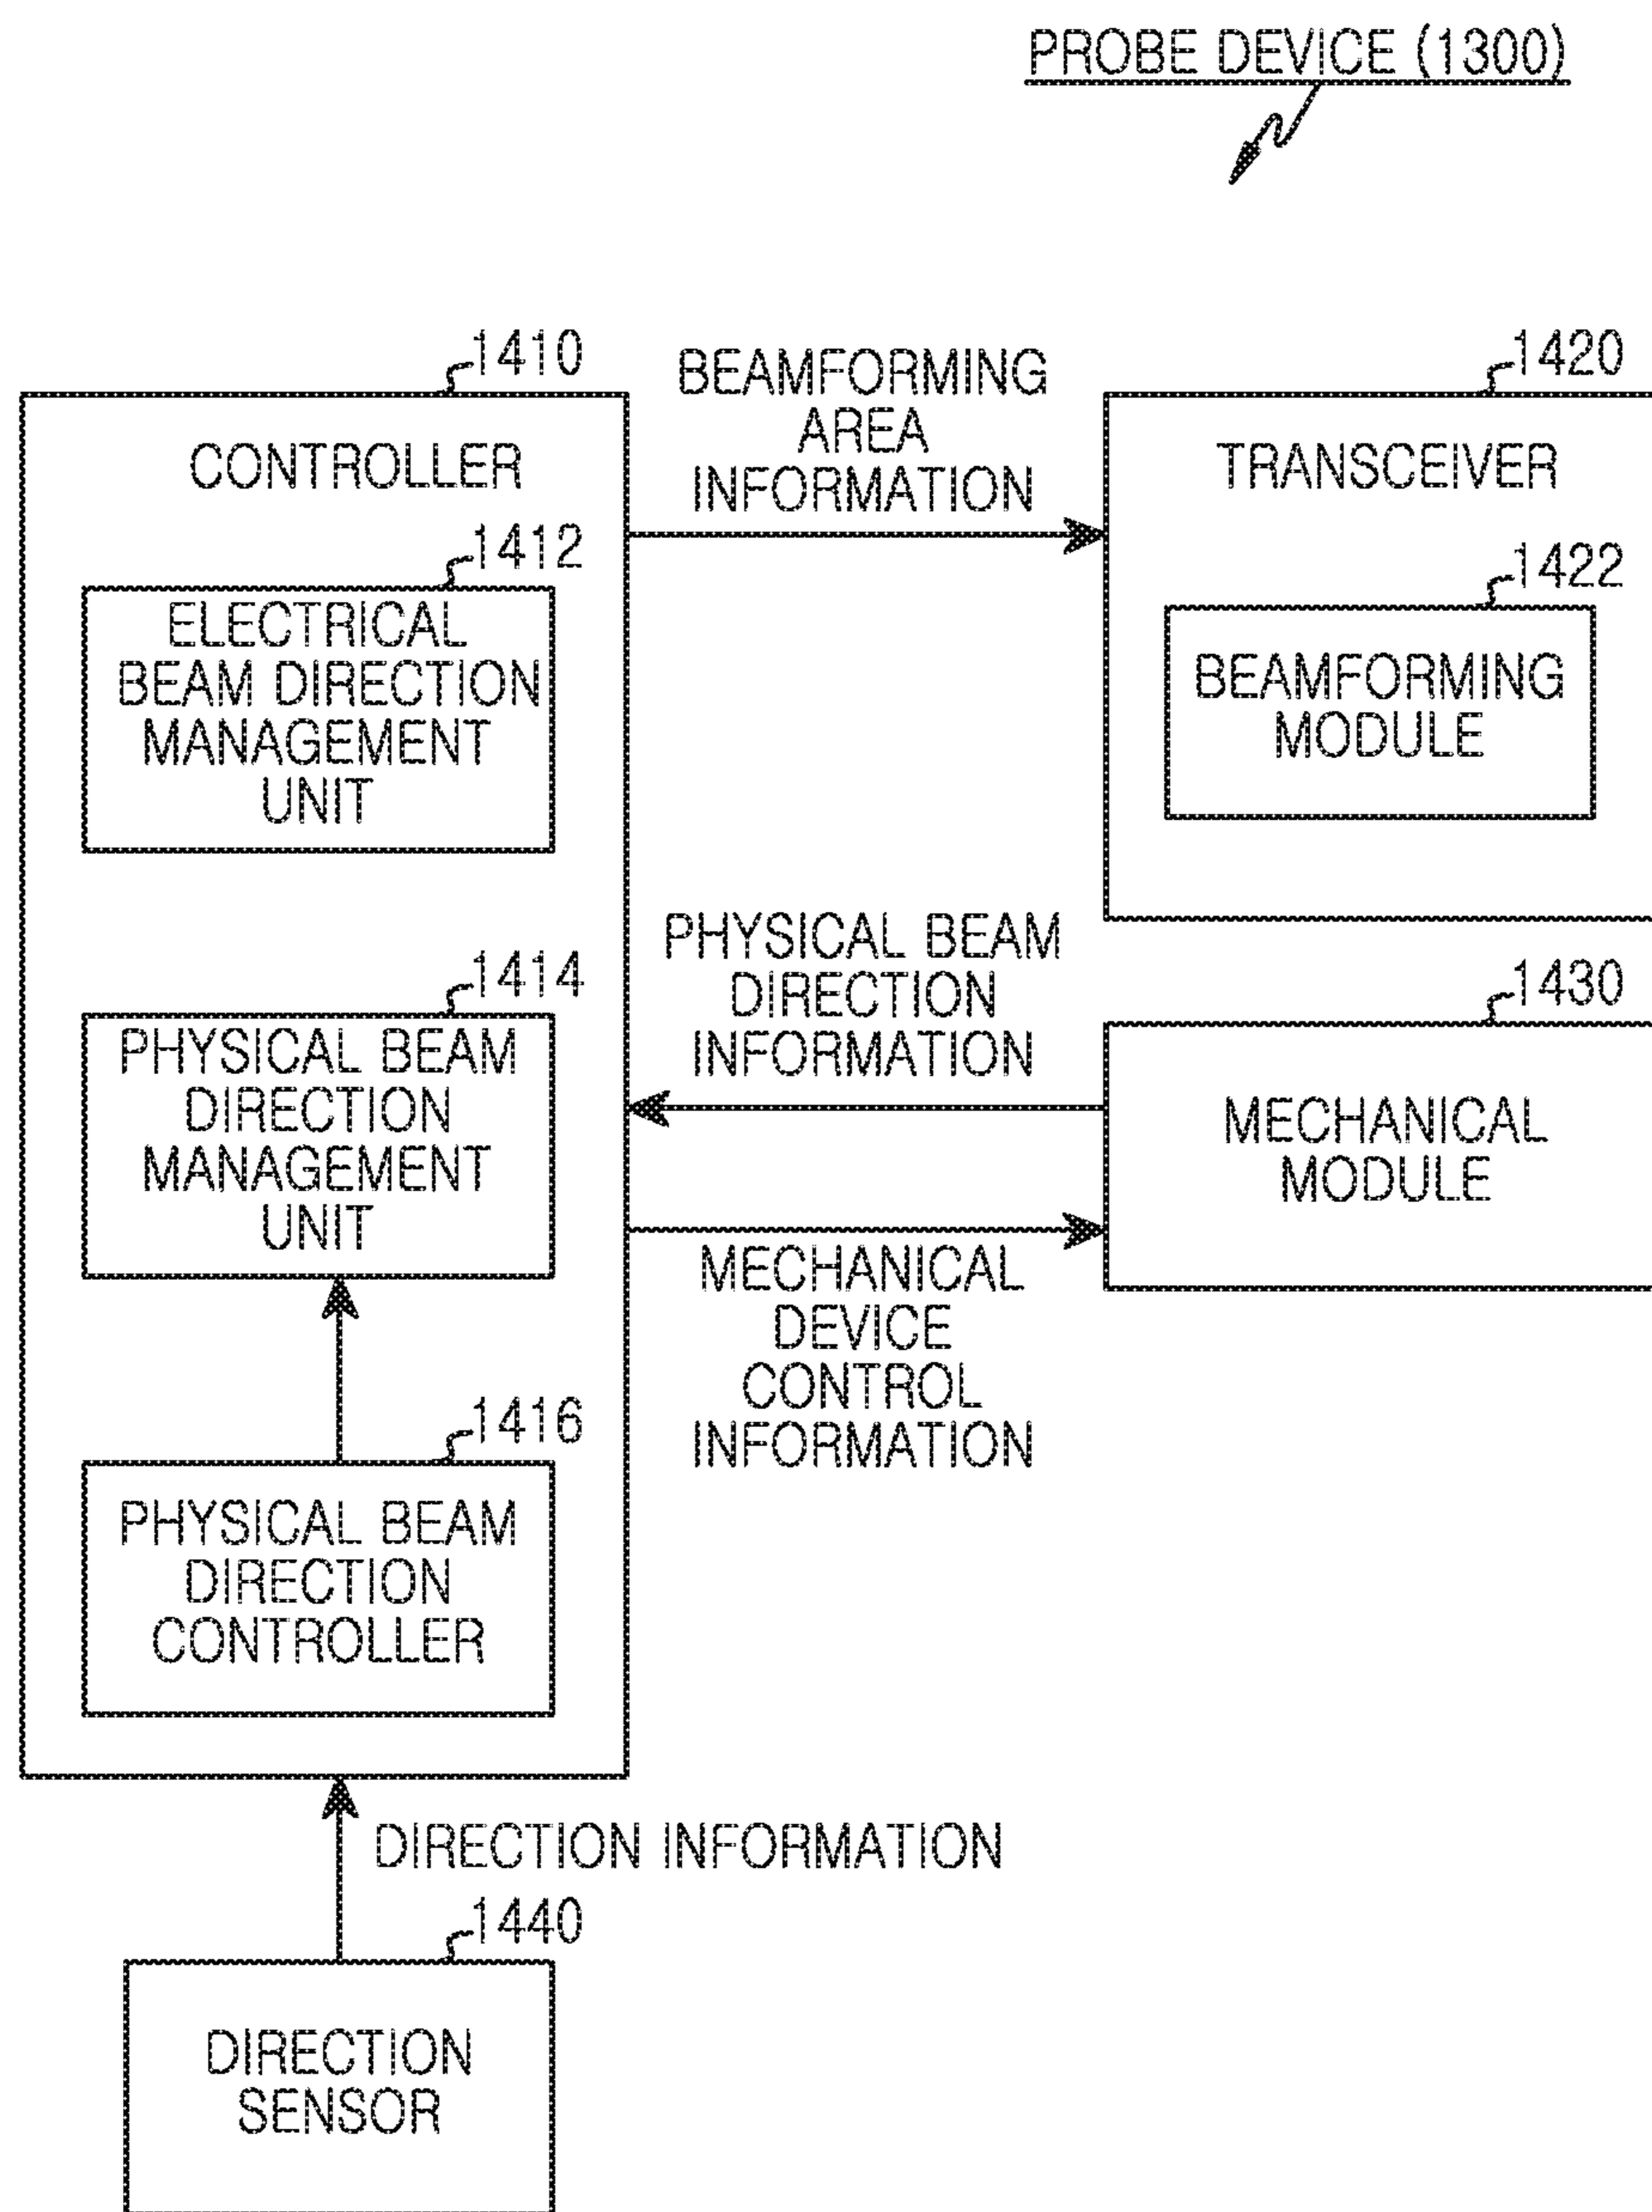 PROBE DEVICE (1300)
1410
CONTROLLER
1412
ELECTRICAL
BEAM DIRECTION
MANAGEMENT
UNIT
1414
PHYSICAL BEAM
DIRECTION
MANAGEMENT
UNIT
1416
PHYSICAL BEAM
DIRECTION
CONTROLLER
BEAMFORMING
AREA
INFORMATION
1420
TRANSCEIVER
1422
BEAMFORMING
MODULE
PHYSICAL BEAM
DIRECTION
INFORMATION
1430
MECHANICAL
MODULE
MECHANICAL
DEVICE
CONTROL
INFORMATION
DIRECTION INFORMATION
1440
DIRECTION
SENSOR